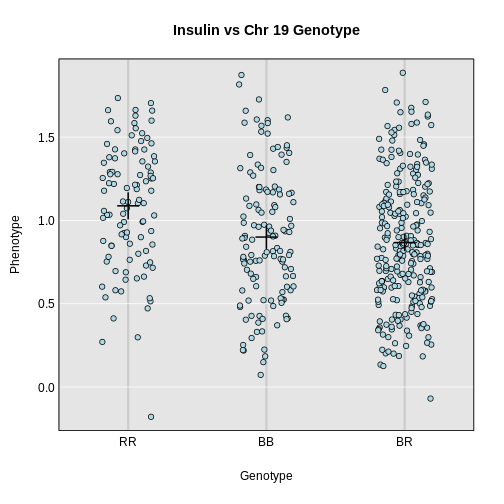 Insulin vs Chr 19 Genotype
Phenotype
1.5
1.0
0.5
0.0
RR BB BR
Genotype